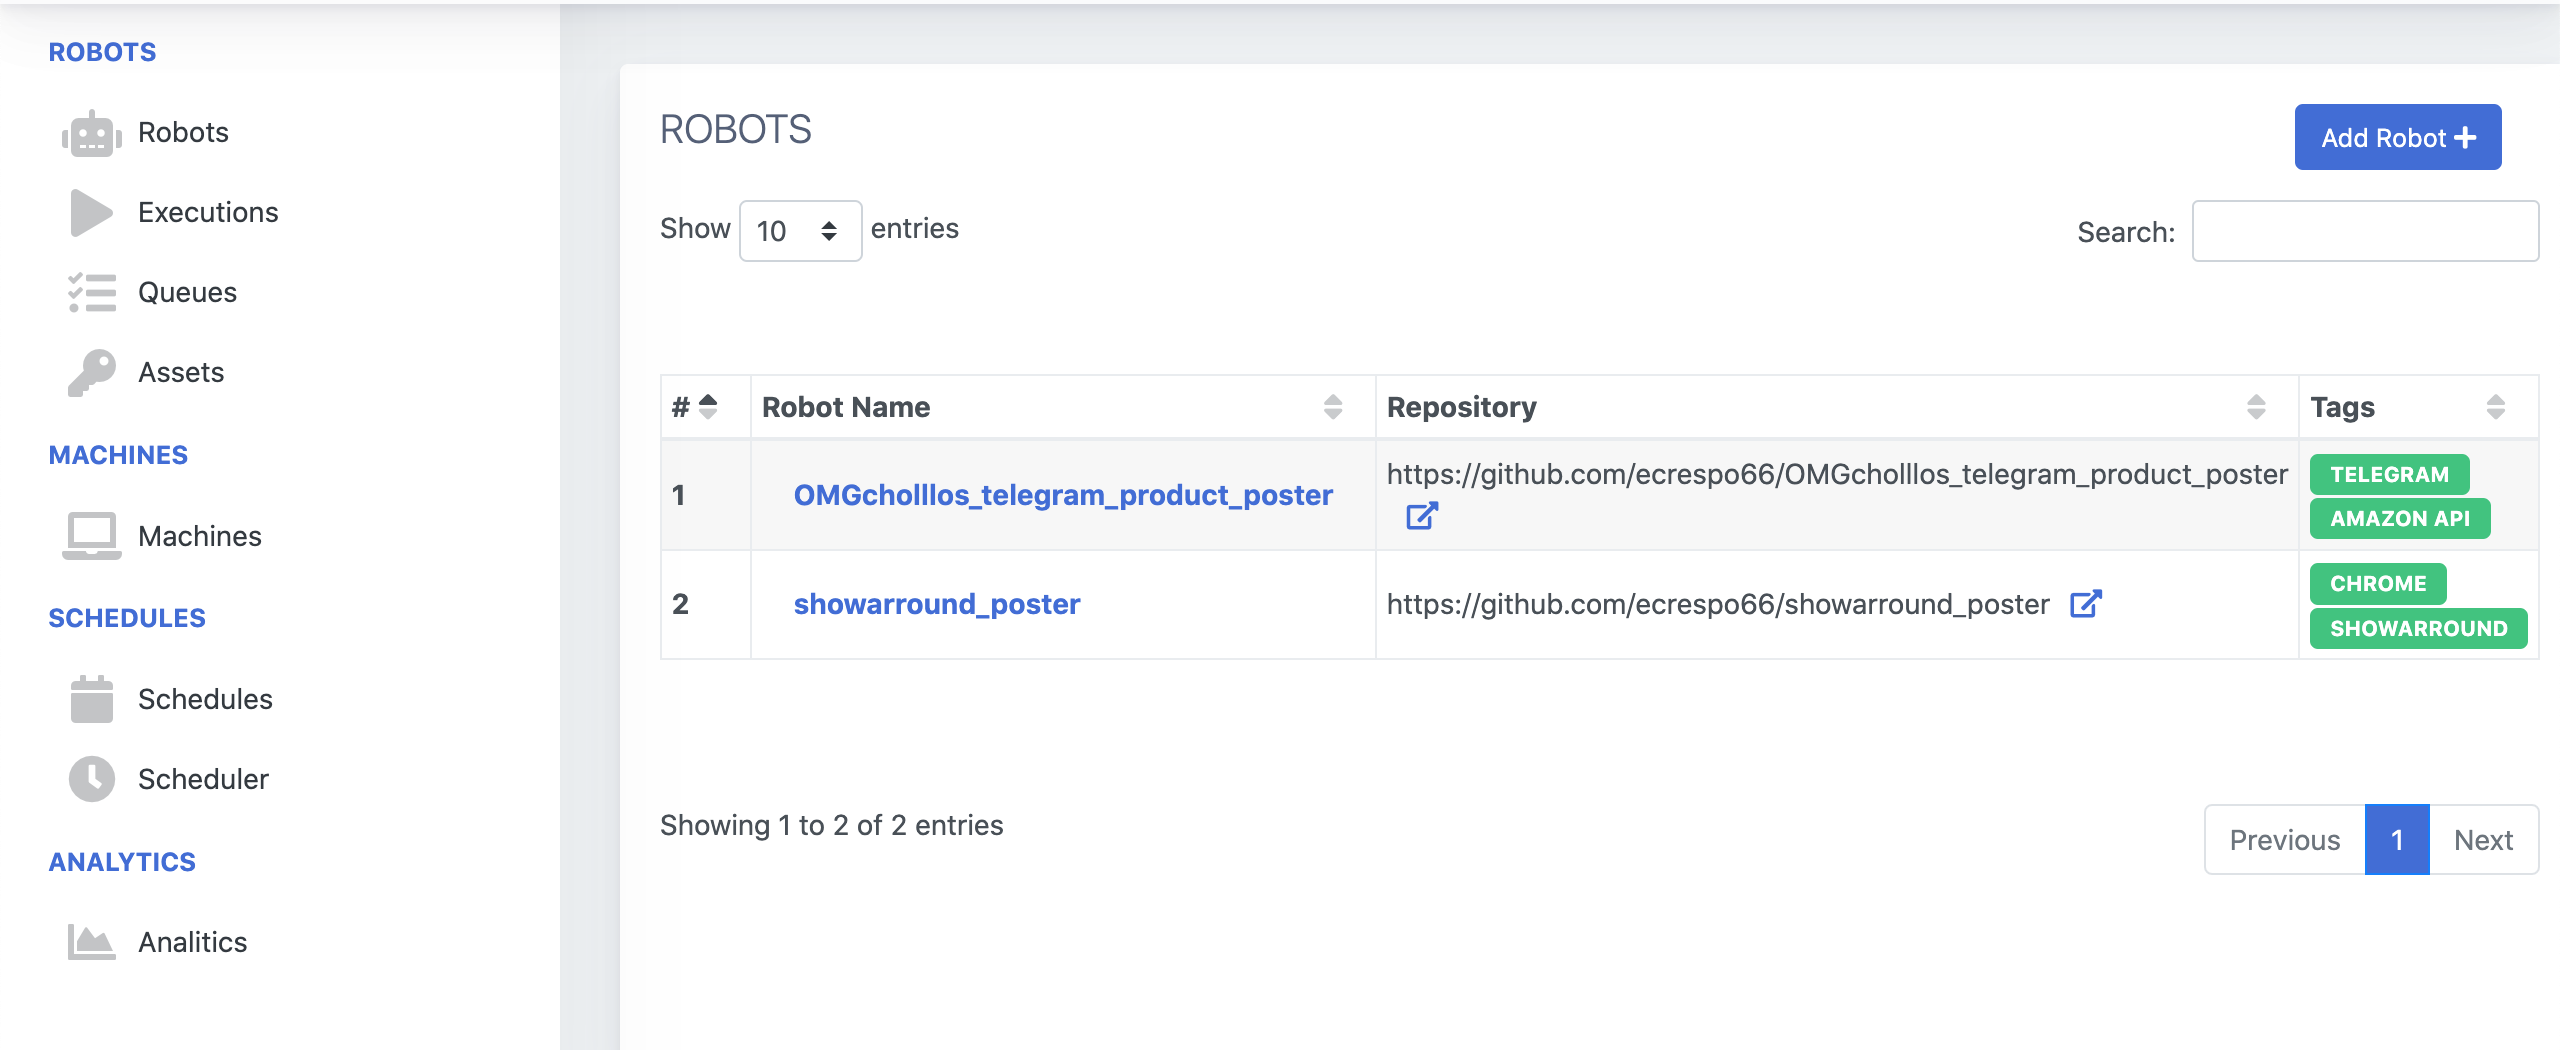 ROBOTS
Robots
Executions
Queues
Assets
MACHINES
Machines
SCHEDULES
Schedules
Scheduler
ANALYTICS
Analitics
ROBOTS
Add Robot
Show 10 entries
Search:
# Robot Name Repository Tags
1 OMGcholllos_telegram_product_poster https://github.com/ecrespo66/OMGcholllos_telegram_product_poster TELEGRAM
AMAZON API
2 showarround_poster https://github.com/ecrespo66/showarround_poster CHROME
SHOWARROUND
Showing 1 to 2 of 2 entries
Previous 1 Next